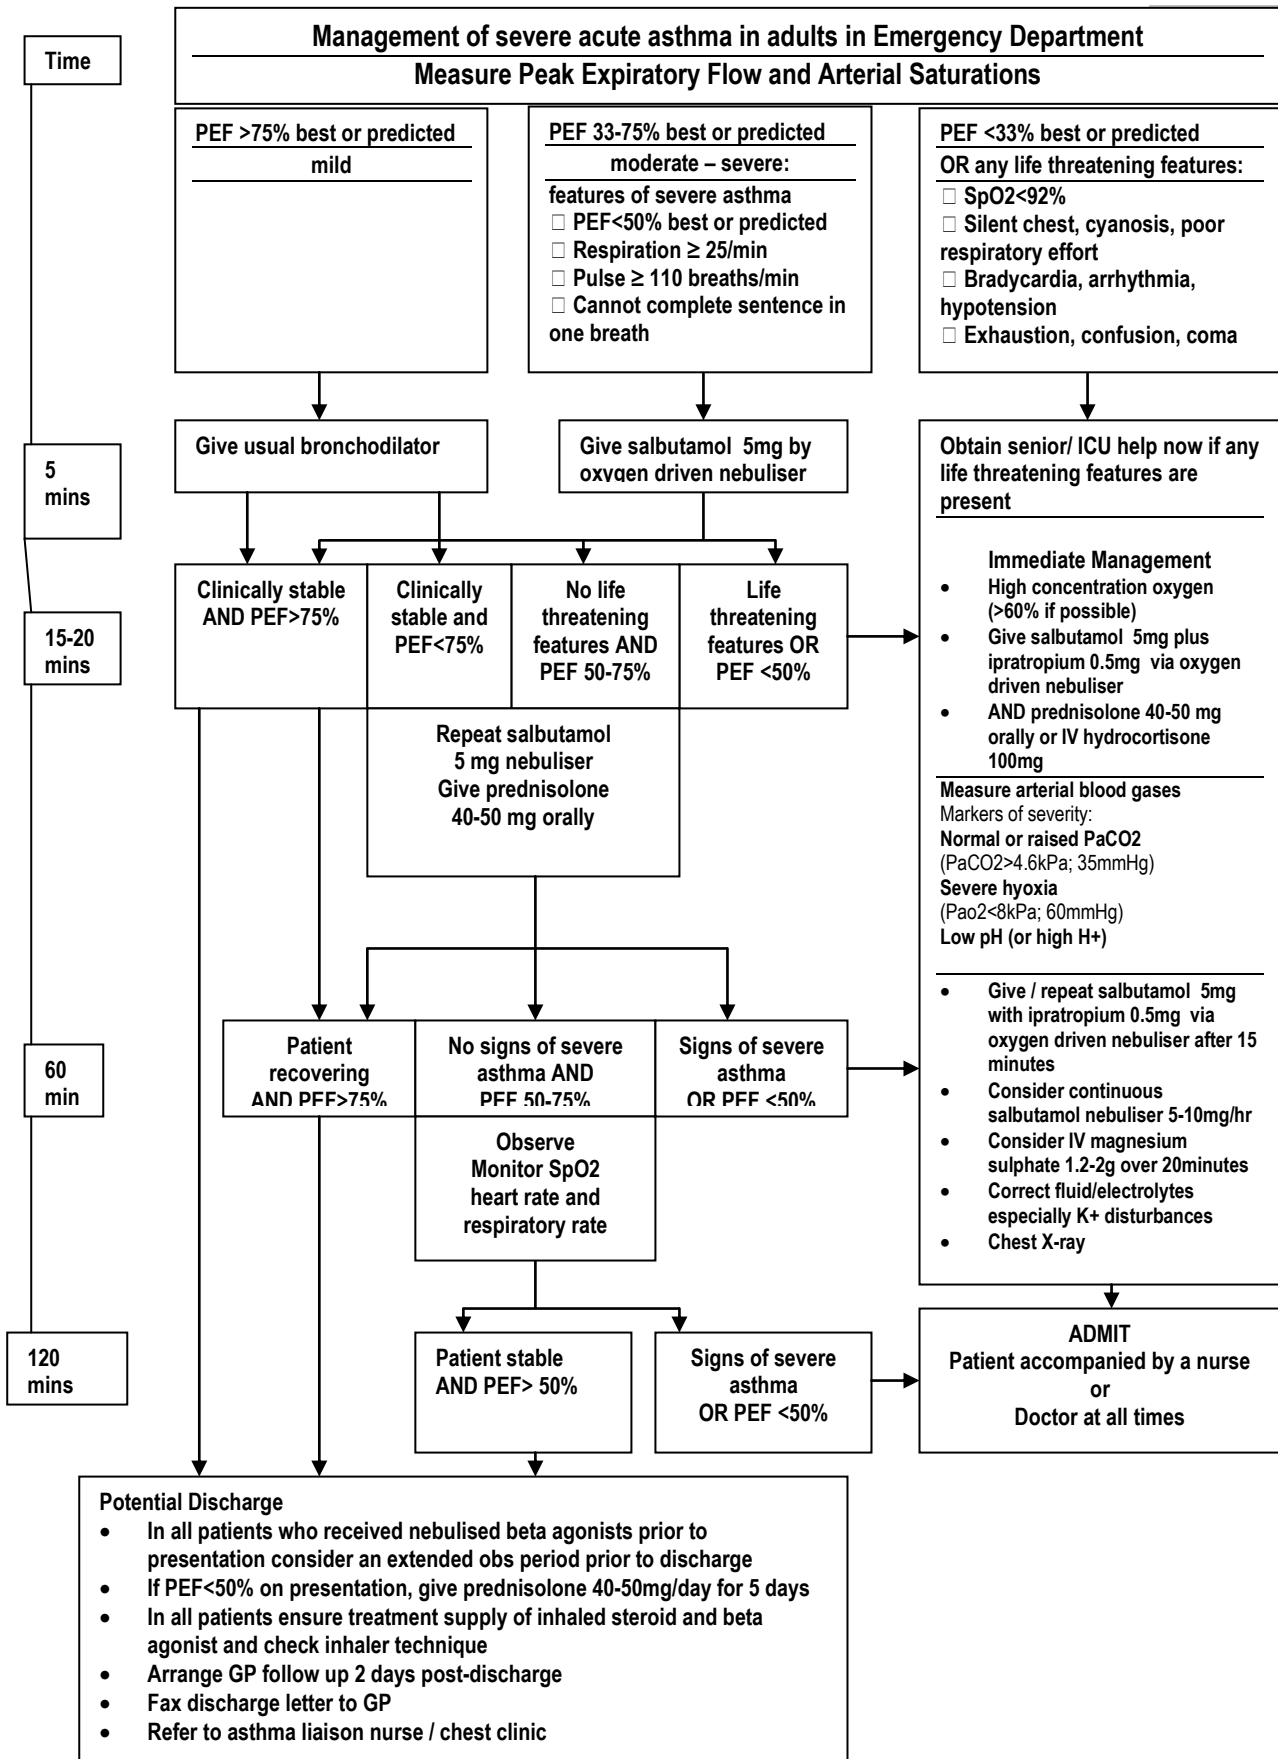 Management of severe acute asthma in adults in Emergency Department
Measure Peak Expiratory Flow and Arterial Saturations
Time
PEF >75% best or predicted
mild
PEF 33-75% best or predicted
moderate – severe:
features of severe asthma
□ PEF<50% best or predicted
□ Respiration ≥ 25/min
□ Pulse ≥ 110 breaths/min
□ Cannot complete sentence in
one breath
PEF <33% best or predicted
OR any life threatening features:
□ SpO2<92%
□ Silent chest, cyanosis, poor
respiratory effort
□ Bradycardia, arrhythmia,
hypotension
□ Exhaustion, confusion, coma
5
mins
Give usual bronchodilator
Give salbutamol 5mg by
oxygen driven nebuliser
Obtain senior/ ICU help now if any
life threatening features are
present
Immediate Management
• High concentration oxygen
(>60% if possible)
• Give salbutamol 5mg plus
ipratropium 0.5mg via oxygen
driven nebuliser
• AND prednisolone 40-50 mg
orally or IV hydrocortisone
100mg
Measure arterial blood gases
Markers of severity:
Normal or raised PaCO2
(PaCO2>4.6kPa; 35mmHg)
Severe hyoxia
(Pao2<8kPa; 60mmHg)
Low pH (or high H+)
• Give / repeat salbutamol 5mg
with ipratropium 0.5mg via
oxygen driven nebuliser after 15
minutes
• Consider continuous
salbutamol nebuliser 5-10mg/hr
• Consider IV magnesium
sulphate 1.2-2g over 20minutes
• Correct fluid/electrolytes
especially K+ disturbances
• Chest X-ray
15-20
mins
Clinically stable
AND PEF>75%
Clinically
stable and
PEF<75%
No life
threatening
features AND
PEF 50-75%
Life
threatening
features OR
PEF <50%
Repeat salbutamol
5 mg nebuliser
Give prednisolone
40-50 mg orally
60
min
Patient
recovering
AND PEF>75%
No signs of severe
asthma AND
PEF 50-75%
Signs of severe
asthma
OR PEF <50%
Observe
Monitor SpO2
heart rate and
respiratory rate
120
mins
Patient stable
AND PEF> 50%
Signs of severe
asthma
OR PEF <50%
ADMIT
Patient accompanied by a nurse
or
Doctor at all times
Potential Discharge
• In all patients who received nebulised beta agonists prior to
presentation consider an extended obs period prior to discharge
• If PEF<50% on presentation, give prednisolone 40-50mg/day for 5 days
• In all patients ensure treatment supply of inhaled steroid and beta
agonist and check inhaler technique
• Arrange GP follow up 2 days post-discharge
• Fax discharge letter to GP
• Refer to asthma liaison nurse / chest clinic